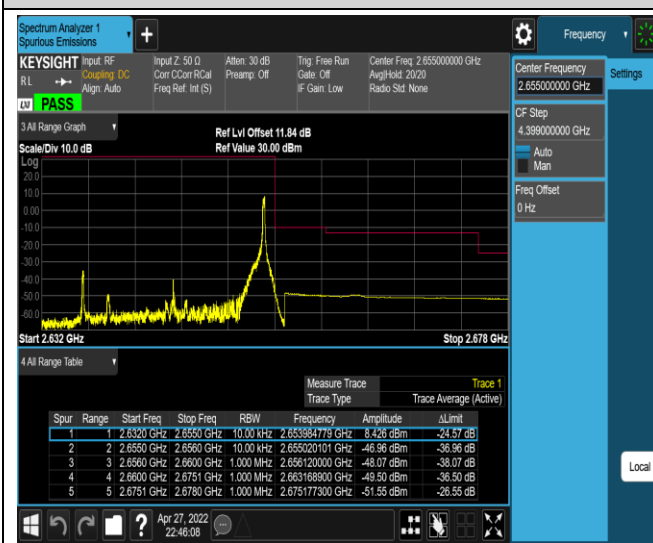 Spectrum Analyzer 1
Spurious Emissions
+
Frequency
KEYSIGHT Input: RF Input Z: 50 Ω Atten: 30 dB Trig: Free Run Center Freq: 2.655000000 GHz
RL Coupling: DC Corr CCorr RCal Preamp: Off Gate: Off Avg|Hold: 20/20
Align: Auto Freq Ref: Int (S) IF Gain: Low Radio Std: None
LXI PASS
3 All Range Graph
Ref Lvl Offset 11.84 dB
Scale/Div 10.0 dB Ref Value 30.00 dBm
Log
20.0
10.0
0.00
-10.0
-20.0
-30.0
-40.0
-50.0
-60.0
Start 2.632 GHz Stop 2.678 GHz
4 All Range Table
Measure Trace Trace 1
Trace Type Trace Average (Active)
Spur Range Start Freq Stop Freq RBW Frequency Amplitude ΔLimit
1 1 2.6320 GHz 2.6550 GHz 10.00 kHz 2.653984779 GHz 8.426 dBm -24.57 dB
2 2 2.6550 GHz 2.6560 GHz 10.00 kHz 2.655020101 GHz -46.96 dBm -36.96 dB
3 3 2.6560 GHz 2.6600 GHz 1.000 MHz 2.656120000 GHz -48.07 dBm -38.07 dB
4 4 2.6600 GHz 2.6751 GHz 1.000 MHz 2.663168900 GHz -49.50 dBm -36.50 dB
5 5 2.6751 GHz 2.6780 GHz 1.000 MHz 2.675177300 GHz -51.55 dBm -26.55 dB
?
Apr 27, 2022
22:46:08
Center Frequency
2.655000000 GHz
Settings
CF Step
4.399000000 GHz
Auto
Man
Freq Offset
0 Hz
Local